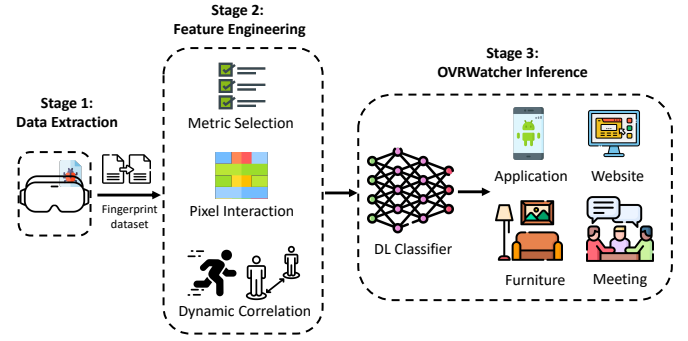 Stage 1:
Data Extraction
Fingerprint
dataset
Stage 2:
Feature Engineering
Metric Selection
Pixel Interaction
Dynamic Correlation
Stage 3:
OVRWatcher Inference
DL Classifier
Application
Website
Furniture
Meeting